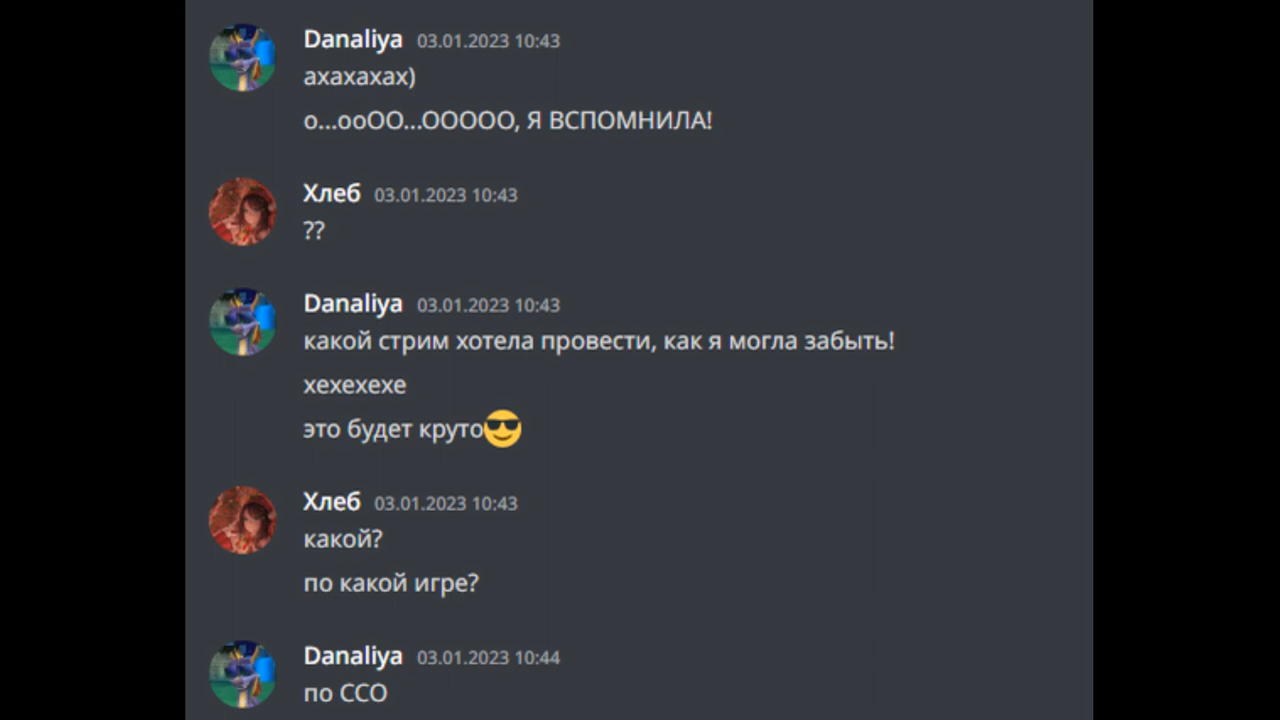 Danaliya 03.01.2023 10:43
ахахахах)
о...ооОО...ООООО, Я ВСПОМНИЛА!
Хлеб 03.01.2023 10:43
??
Danaliya 03.01.2023 10:43
какой стрим хотела провести, как я могла забыть!
хехехехе
это будет круто😎
Хлеб 03.01.2023 10:43
какой?
по какой игре?
Danaliya 03.01.2023 10:44
по ССО